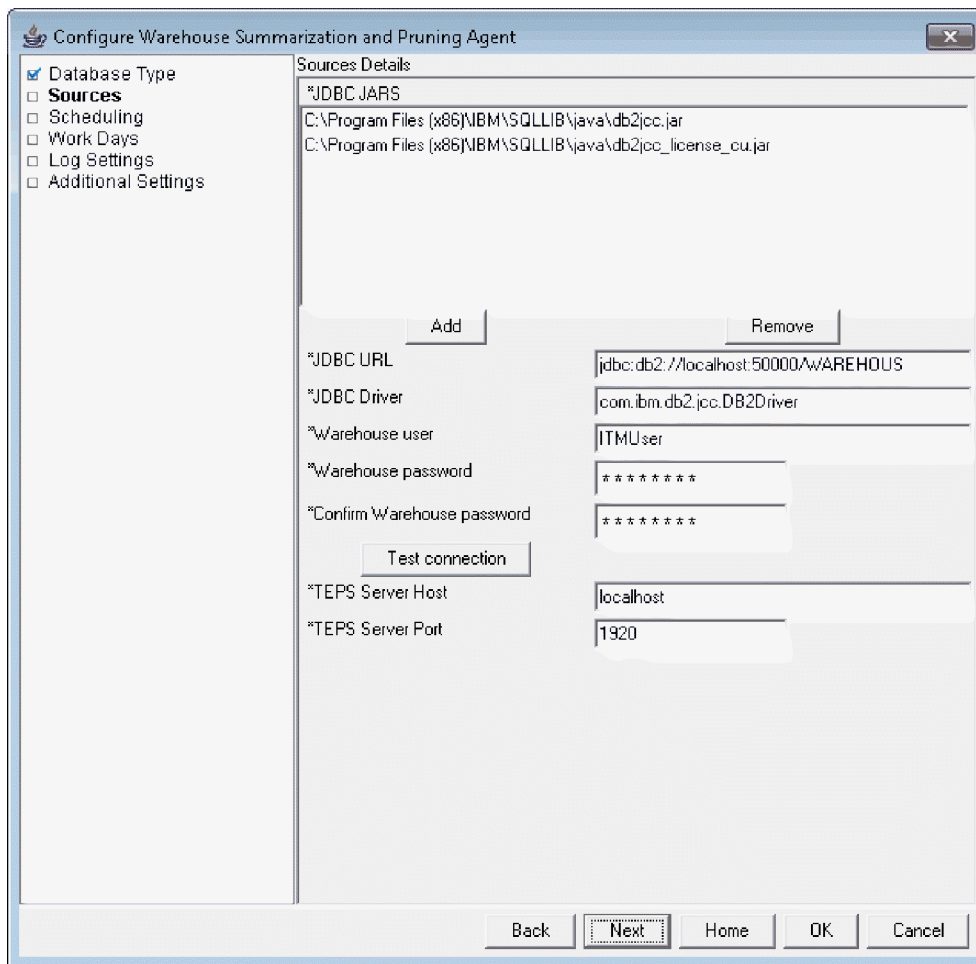 Configure Warehouse Summarization and Pruning Agent
Database Type
Sources
Scheduling
Work Days
Log Settings
Additional Settings
Sources Details
*JDBC JARS
C:\Program Files (x86)\IBM\SQLLIB\java\db2jcc.jar
C:\Program Files (x86)\IBM\SQLLIB\java\db2jcc_license_cu.jar
Add Remove
*JDBC URL jdbc:db2://localhost:50000/WAREHOUS
*JDBC Driver com.ibm.db2.jcc.DB2Driver
*Warehouse user ITMUser
*Warehouse password ********
*Confirm Warehouse password ********
Test connection
*TEPS Server Host localhost
*TEPS Server Port 1920
Back Next Home OK Cancel